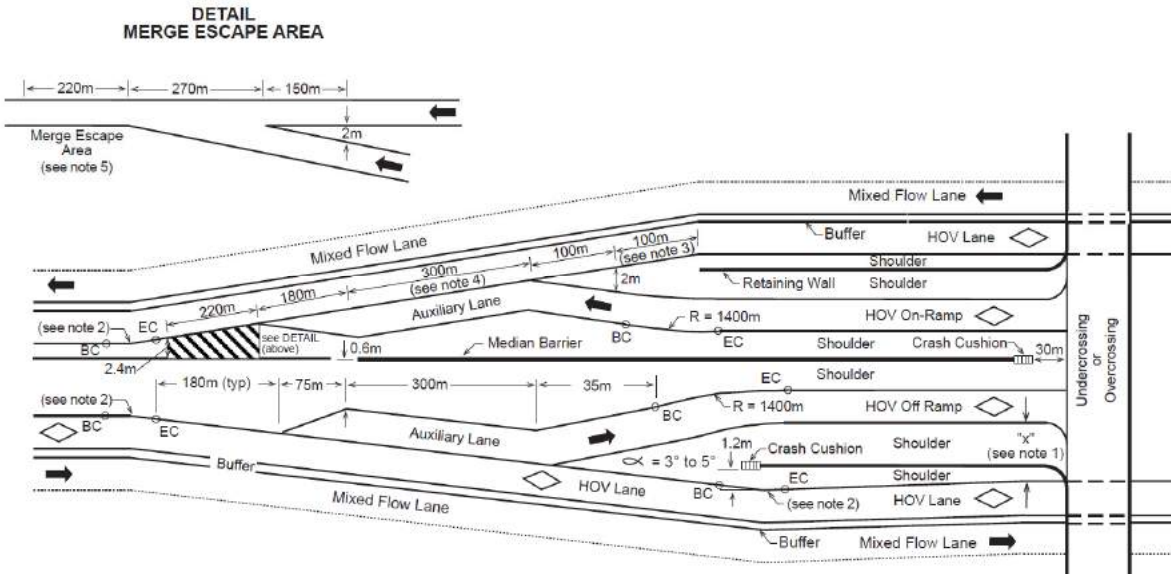 DETAIL
MERGE ESCAPE AREA
220m
270m
150m
2m
Merge Escape
Area
(see note 5)
Mixed Flow Lane
Buffer
HOV Lane
Shoulder
Retaining Wall
Shoulder
Mixed Flow Lane
100m
(see note 3)
100m
300m
(see note 4)
180m
220m
2m
Auxiliary Lane
R = 1400m
HOV On-Ramp
BC
EC
(see note 2)
EC
BC
see DETAIL
(above)
2.4m
0.6m
Median Barrier
Shoulder
Crash Cushion
30m
Undercrossing
or
Overcrossing
180m (typ)
75m
300m
35m
Shoulder
EC
(see note 2)
BC
EC
BC
R = 1400m
HOV Off Ramp
Auxiliary Lane
1.2m
Crash Cushion
Shoulder
"x"
(see note 1)
∝ = 3° to 5°
Shoulder
Buffer
HOV Lane
BC
EC
(see note 2)
HOV Lane
Mixed Flow Lane
Buffer
Mixed Flow Lane